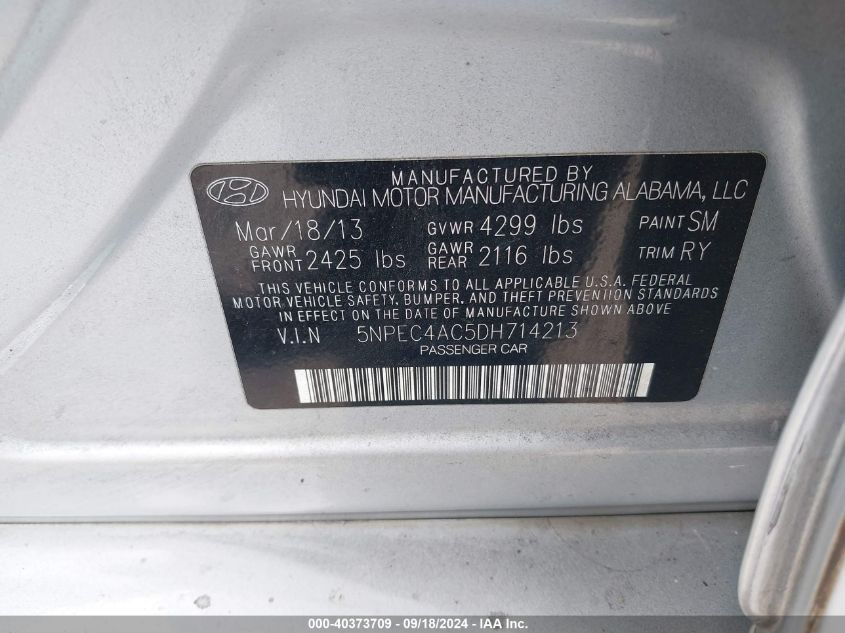 MANUFACTURED BY
HYUNDAI MOTOR MANUFACTURING ALABAMA, LLC
Mar/18/13 GVWR 4299 lbs PAINT SM
GAWR FRONT 2425 lbs GAWR REAR 2116 lbs TRIM RY
THIS VEHICLE CONFORMS TO ALL APPLICABLE U.S.A. FEDERAL
MOTOR VEHICLE SAFETY, BUMPER, AND THEFT PREVENTION STANDARDS
IN EFFECT ON THE DATE OF MANUFACTURE SHOWN ABOVE
V.I.N 5NPEC4AC5DH714213
PASSENGER CAR
000-40373709 - 09/18/2024 - IAA Inc.